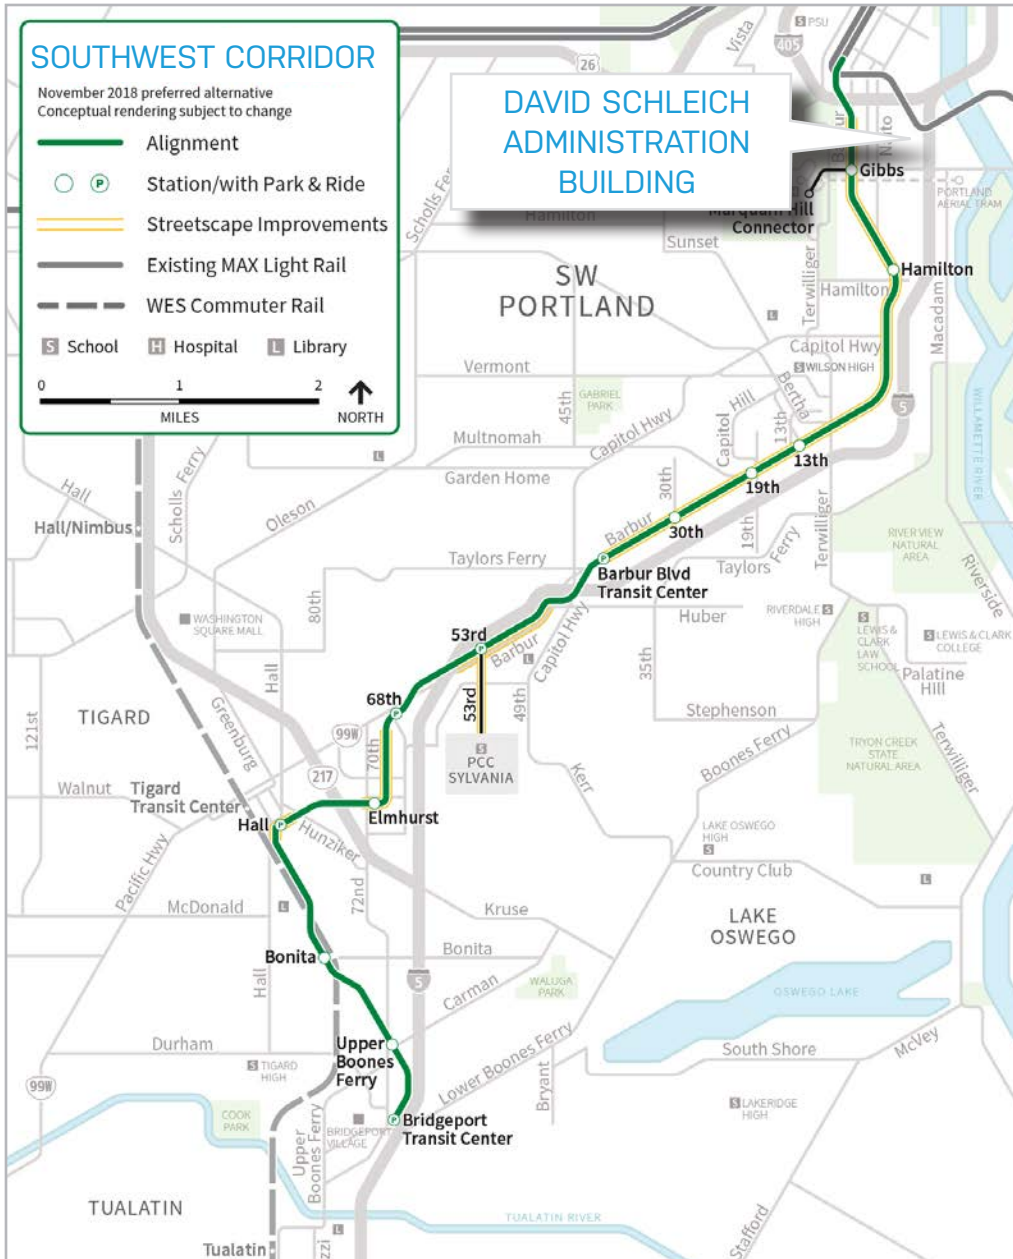 SOUTHWEST CORRIDOR
November 2018 preferred alternative
Conceptual rendering subject to change
Alignment
P
Station/with Park & Ride
Streetscape Improvements
Existing MAX Light Rail
WES Commuter Rail
S School
H Hospital
L Library
0 1 2
MILES
NORTH
S PSU
Vista
405
26
DAVID SCHLEICH
ADMINISTRATION
BUILDING
Gibbs
PORTLAND
AERIAL TRAM
Marquam Hill
Connector
Hamilton
Sunset
Hamilton
Hamilton
Terwilliger
Macadam
SW
PORTLAND
L
Capitol Hwy
S WILSON HIGH
Vermont
45th
GABRIEL
PARK
Capitol Hwy
Capitol
Hill
Bertha
13th
5
WILLAMETTE RIVER
Multnomah
L
Garden Home
13th
19th
30th
30th
19th
Barbur
Hall
Scholls Ferry
Oleson
Hall/Nimbus
Taylors Ferry
Taylors
Ferry
Terwilliger
RIVER VIEW
NATURAL
AREA
Riverside
Barbur Blvd
Transit Center
80th
WASHINGTON
SQUARE MALL
Hall
Huber
RIVERDALE
HIGH
S
S
LEWIS &
CLARK
LAW
SCHOOL
S LEWIS & CLARK
COLLEGE
Palatine
Hill
53rd
P
Barbur
L
Capitol Hwy
53rd
49th
35th
68th
P
TIGARD
121st
Greenburg
99W
70th
217
S
PCC
SYLVANIA
Stephenson
Boones Ferry
Kerr
TRYON CREEK
STATE
NATURAL AREA
Terwilliger
Walnut
Tigard
Transit Center
Hall
P
Hunziker
Elmhurst
Pacific Hwy
72nd
LAKE OSWEGO
HIGH
S
Country Club
L
McDonald
L
Kruse
LAKE
OSWEGO
Bonita
Bonita
Hall
5
Carman
WALUGA
PARK
OSWEGO LAKE
Durham
Upper
Boones
Ferry
S TIGARD
HIGH
Lower Boones Ferry
Bryant
South Shore
McVey
99W
COOK
PARK
P
Bridgeport
Transit Center
S LAKERIDGE
HIGH
Upper
Boones Ferry
TUALATIN
TUALATIN RIVER
L
Stafford
Tualatin